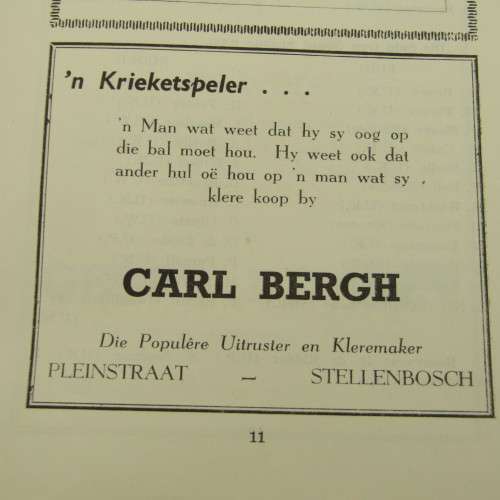 'n Krieketspeler . . .
'n Man wat weet dat hy sy oog op
die bal moet hou. Hy weet ook dat
ander hul oë hou op 'n man wat sy
klere koop by
CARL BERGH
Die Populêre Uitruster en Kleremaker
PLEINSTRAAT — STELLENBOSCH
11